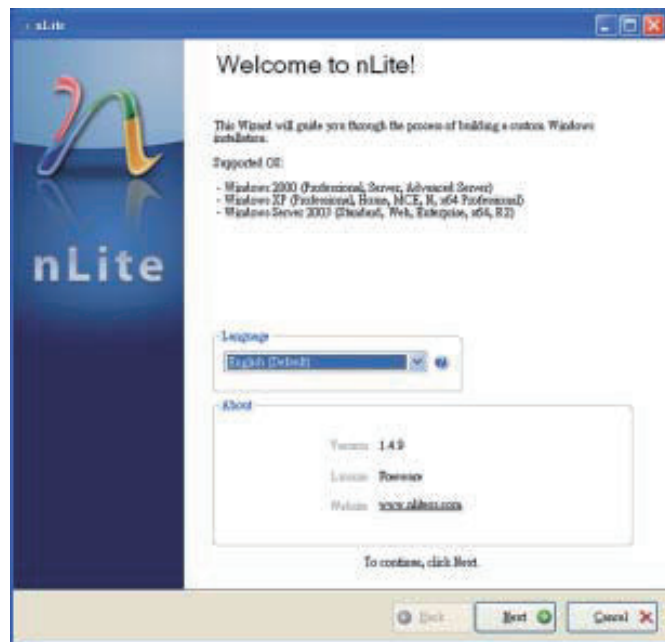 nLite
Welcome to nLite!
This Wizard will guide you through the process of building a custom Windows
installation.
Supported OS:
- Windows 2000 (Professional, Server, Advanced Server)
- Windows XP (Professional, Home, MCE, N, x64 Professional)
- Windows Server 2003 (Standard, Web, Enterprise, x64, R2)
nLite
Language
English (Default)
About
Version 1.4.9
License Freeware
Website www.nliteos.com
To continue, click Next.
Back Next Cancel